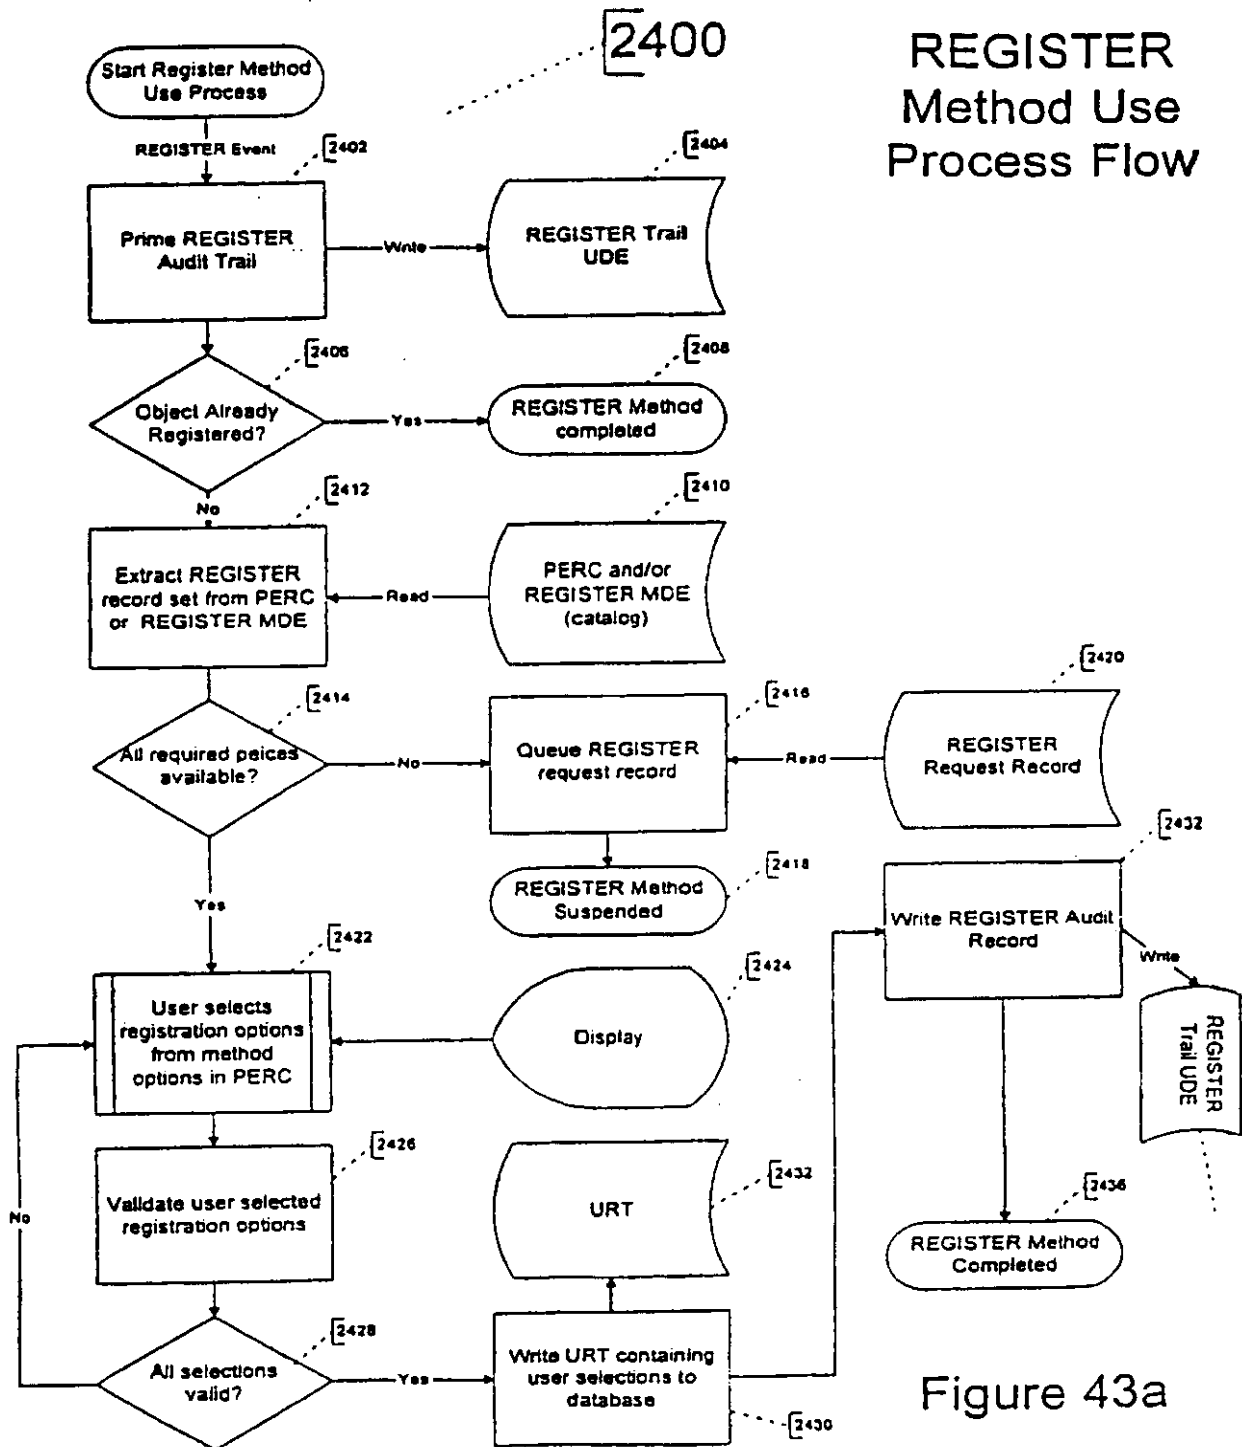 2400
REGISTER
Method Use
Process Flow
Start Register Method
Use Process
REGISTER Event
2402
2404
Prime REGISTER
Audit Trail
Write
REGISTER Trail
UDE
2406
2408
Object Already
Registered?
Yes
REGISTER Method
completed
No
2412
2410
Extract REGISTER
record set from PERC
or REGISTER MDE
Read
PERC and/or
REGISTER MDE
(catalog)
2414
2416
2420
All required peices
available?
No
Queue REGISTER
request record
Read
REGISTER
Request Record
2418
REGISTER Method
Suspended
2432
Write REGISTER Audit
Record
Write
REGISTER
Trail UDE
Yes
2422
2424
User selects
registration options
from method
options in PERC
Display
2426
2432
Validate user selected
registration options
URT
No
2436
REGISTER Method
Completed
2428
All selections
valid?
Yes
Write URT containing
user selections to
database
2430
Figure 43a